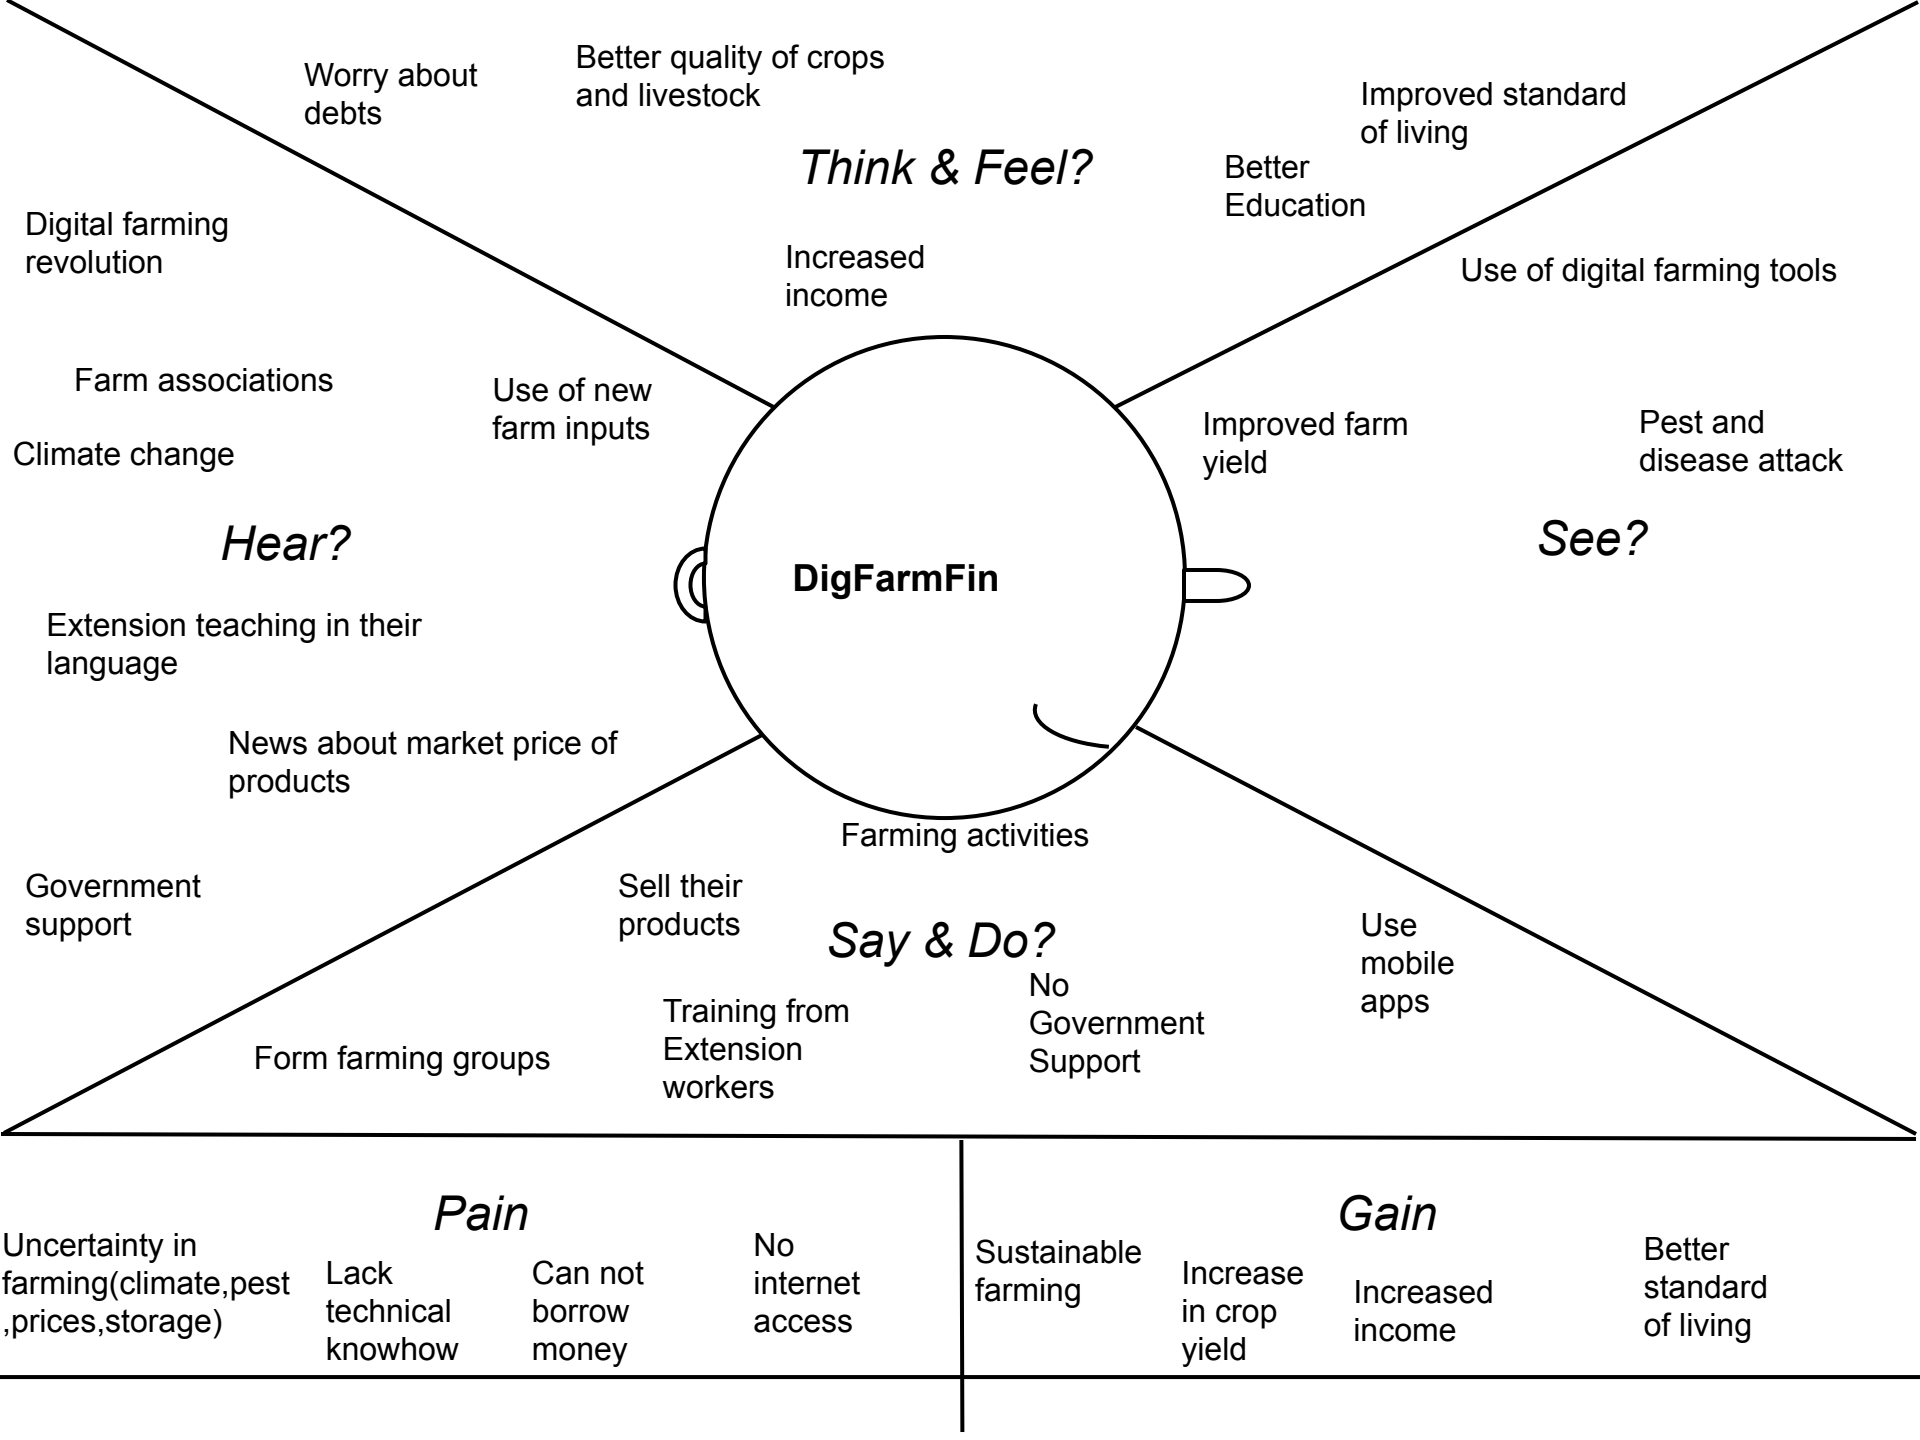 Worry about
debts
Better quality of crops
and livestock
Think & Feel?
Improved standard
of living
Better
Education
Increased
income
Digital farming
revolution
Farm associations
Use of new
farm inputs
Climate change
Hear?
Extension teaching in their
language
News about market price of
products
Government
support
DigFarmFin
Use of digital farming tools
Improved farm
yield
Pest and
disease attack
See?
Farming activities
Sell their
products
Say & Do?
Use
mobile
apps
Form farming groups
Training from
Extension
workers
No
Government
Support
Pain
Uncertainty in
farming(climate,pest
,prices,storage)
Lack
technical
knowhow
Can not
borrow
money
No
internet
access
Gain
Sustainable
farming
Increase
in crop
yield
Increased
income
Better
standard
of living